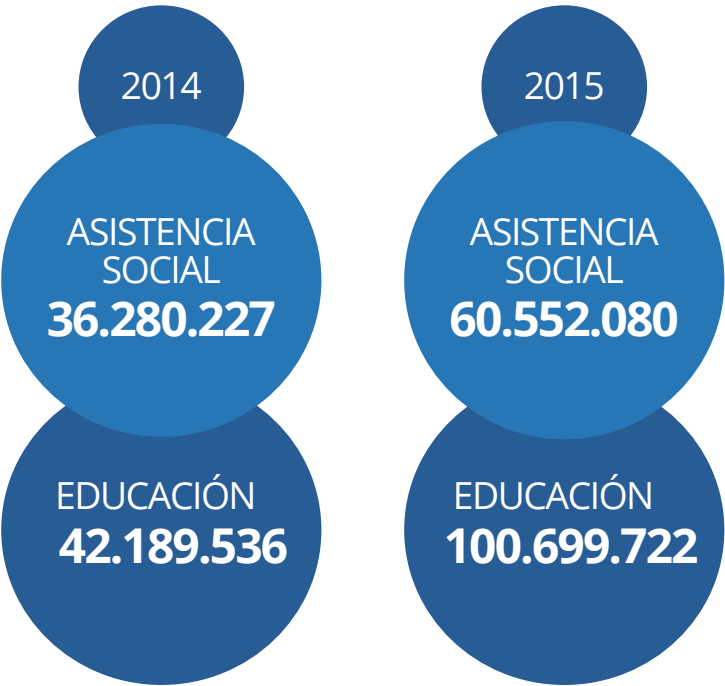 2014
ASISTENCIA
SOCIAL
36.280.227
EDUCACIÓN
42.189.536
2015
ASISTENCIA
SOCIAL
60.552.080
EDUCACIÓN
100.699.722